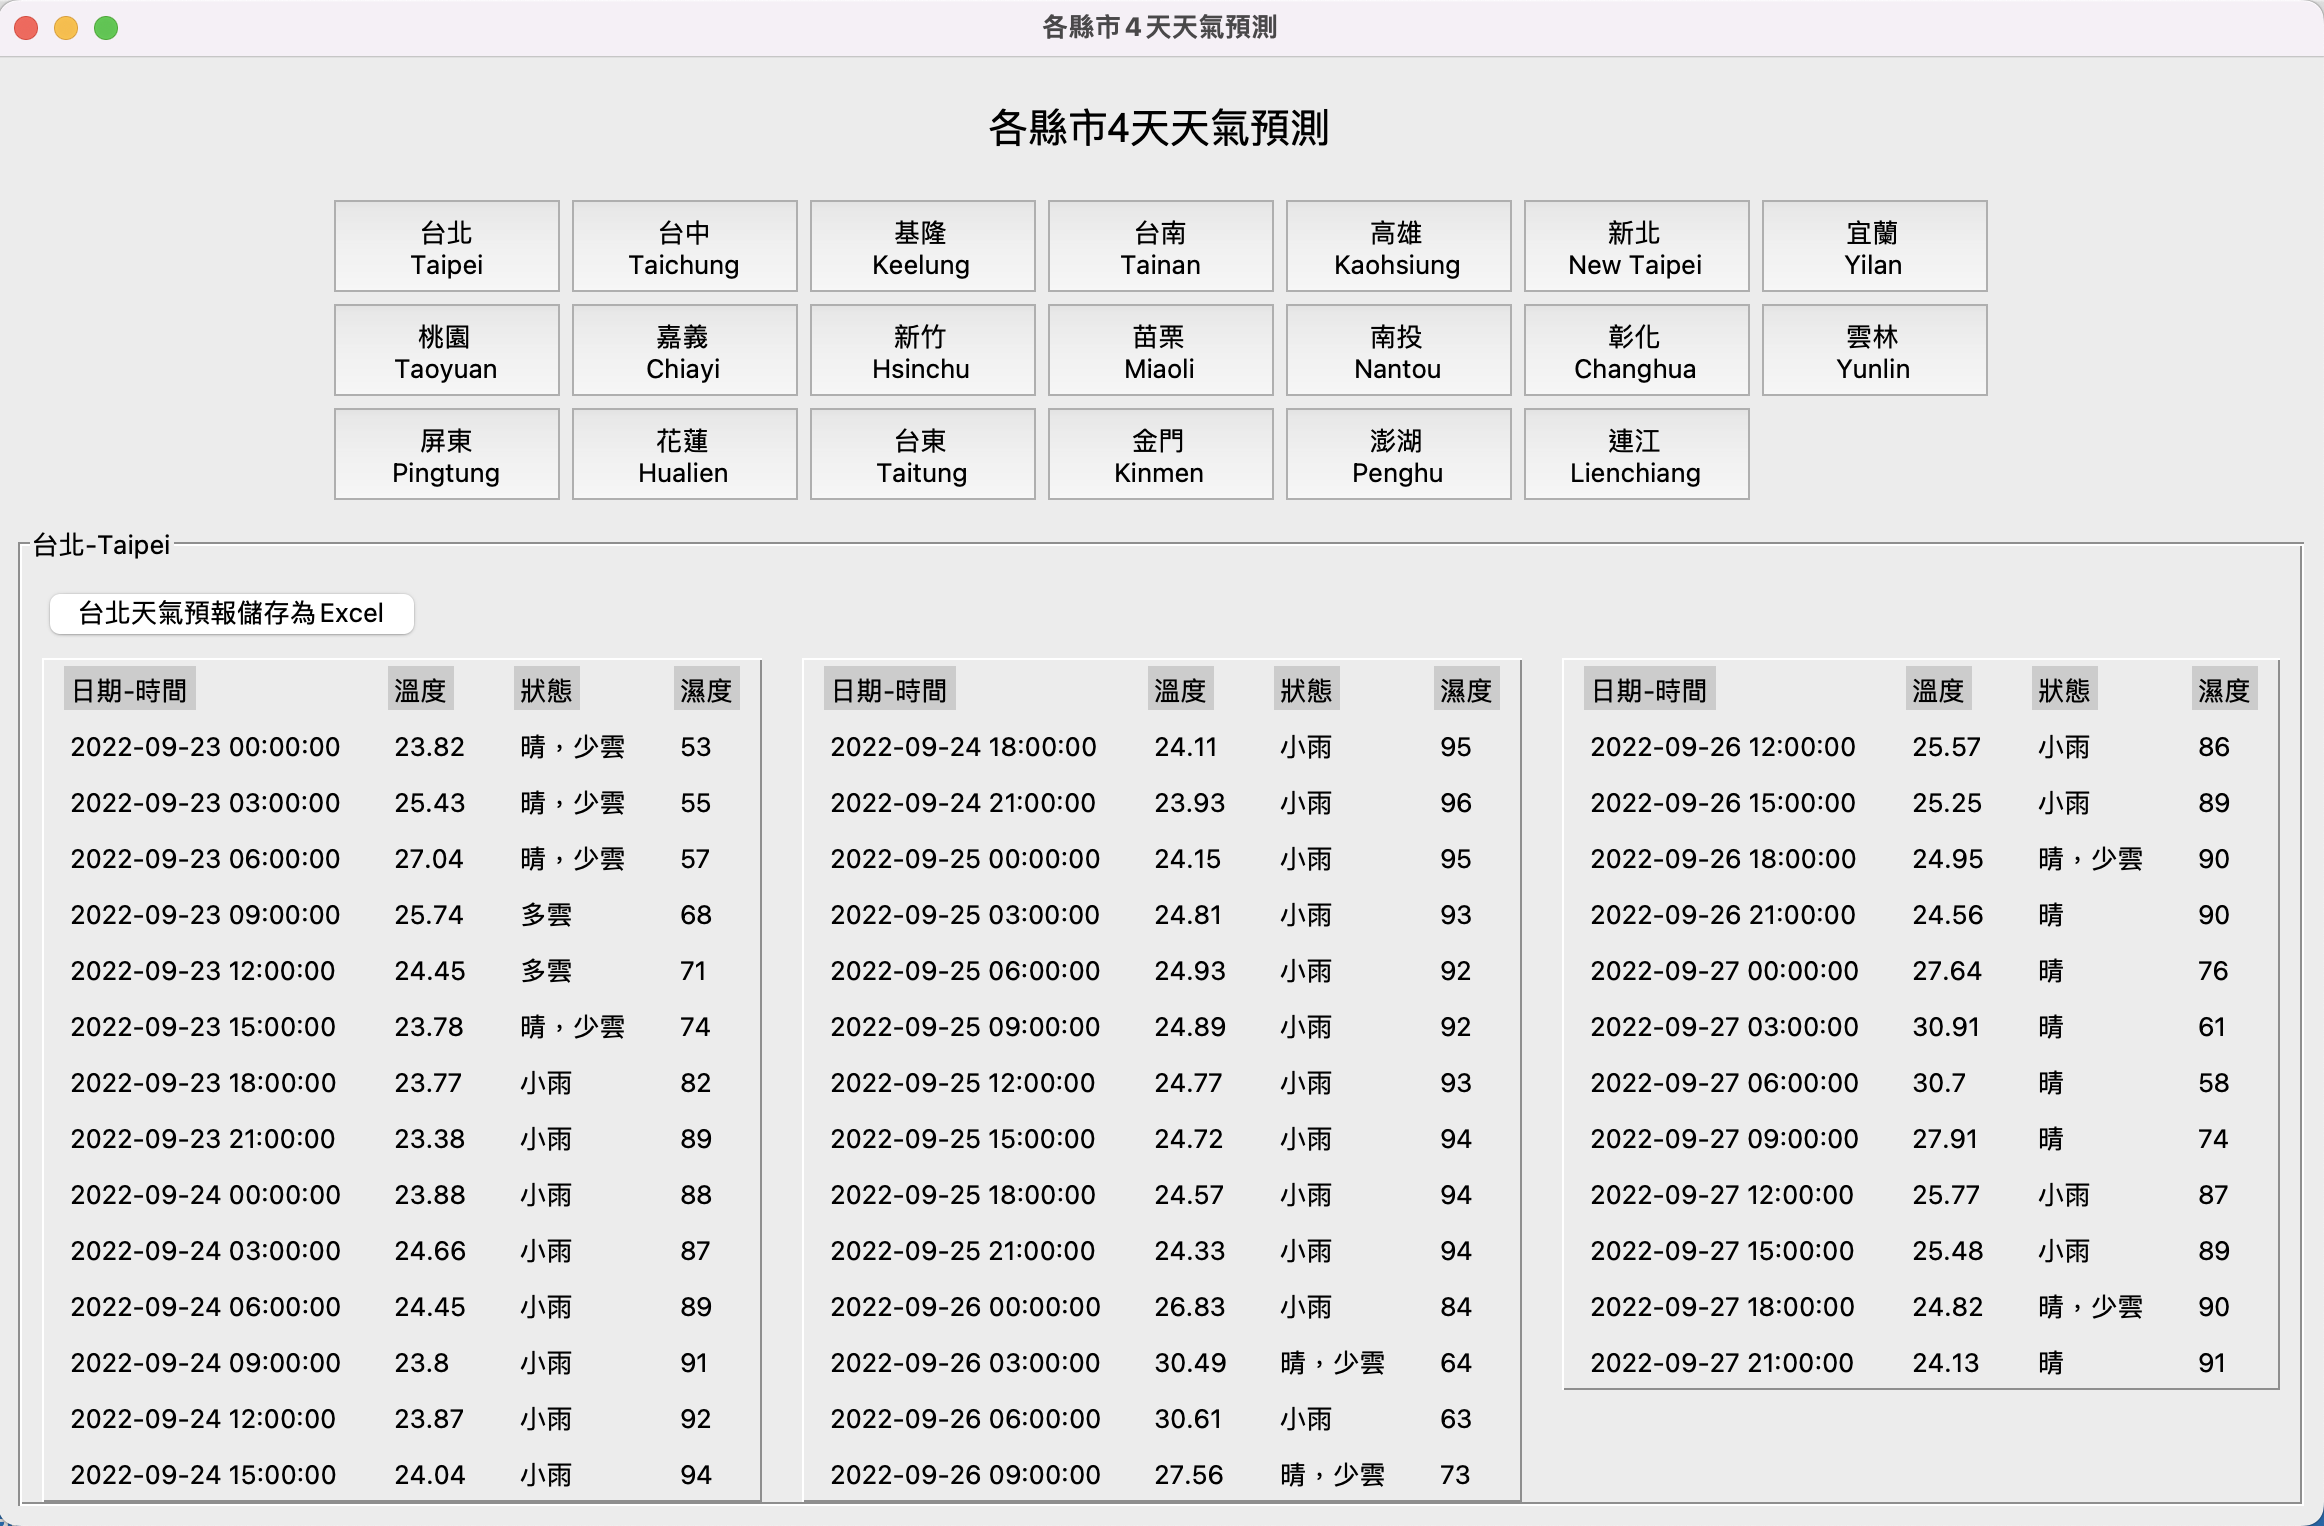 各縣市4天天氣預測
各縣市4天天氣預測
台北
Taipei
台中
Taichung
基隆
Keelung
台南
Tainan
高雄
Kaohsiung
新北
New Taipei
宜蘭
Yilan
桃園
Taoyuan
嘉義
Chiayi
新竹
Hsinchu
苗栗
Miaoli
南投
Nantou
彰化
Changhua
雲林
Yunlin
屏東
Pingtung
花蓮
Hualien
台東
Taitung
金門
Kinmen
澎湖
Penghu
連江
Lienchiang
台北-Taipei
台北天氣預報儲存為Excel
日期-時間 溫度 狀態 濕度
2022-09-23 00:00:00 23.82 晴，少雲 53
2022-09-23 03:00:00 25.43 晴，少雲 55
2022-09-23 06:00:00 27.04 晴，少雲 57
2022-09-23 09:00:00 25.74 多雲 68
2022-09-23 12:00:00 24.45 多雲 71
2022-09-23 15:00:00 23.78 晴，少雲 74
2022-09-23 18:00:00 23.77 小雨 82
2022-09-23 21:00:00 23.38 小雨 89
2022-09-24 00:00:00 23.88 小雨 88
2022-09-24 03:00:00 24.66 小雨 87
2022-09-24 06:00:00 24.45 小雨 89
2022-09-24 09:00:00 23.8 小雨 91
2022-09-24 12:00:00 23.87 小雨 92
2022-09-24 15:00:00 24.04 小雨 94
日期-時間 溫度 狀態 濕度
2022-09-24 18:00:00 24.11 小雨 95
2022-09-24 21:00:00 23.93 小雨 96
2022-09-25 00:00:00 24.15 小雨 95
2022-09-25 03:00:00 24.81 小雨 93
2022-09-25 06:00:00 24.93 小雨 92
2022-09-25 09:00:00 24.89 小雨 92
2022-09-25 12:00:00 24.77 小雨 93
2022-09-25 15:00:00 24.72 小雨 94
2022-09-25 18:00:00 24.57 小雨 94
2022-09-25 21:00:00 24.33 小雨 94
2022-09-26 00:00:00 26.83 小雨 84
2022-09-26 03:00:00 30.49 晴，少雲 64
2022-09-26 06:00:00 30.61 小雨 63
2022-09-26 09:00:00 27.56 晴，少雲 73
日期-時間 溫度 狀態 濕度
2022-09-26 12:00:00 25.57 小雨 86
2022-09-26 15:00:00 25.25 小雨 89
2022-09-26 18:00:00 24.95 晴，少雲 90
2022-09-26 21:00:00 24.56 晴 90
2022-09-27 00:00:00 27.64 晴 76
2022-09-27 03:00:00 30.91 晴 61
2022-09-27 06:00:00 30.7 晴 58
2022-09-27 09:00:00 27.91 晴 74
2022-09-27 12:00:00 25.77 小雨 87
2022-09-27 15:00:00 25.48 小雨 89
2022-09-27 18:00:00 24.82 晴，少雲 90
2022-09-27 21:00:00 24.13 晴 91